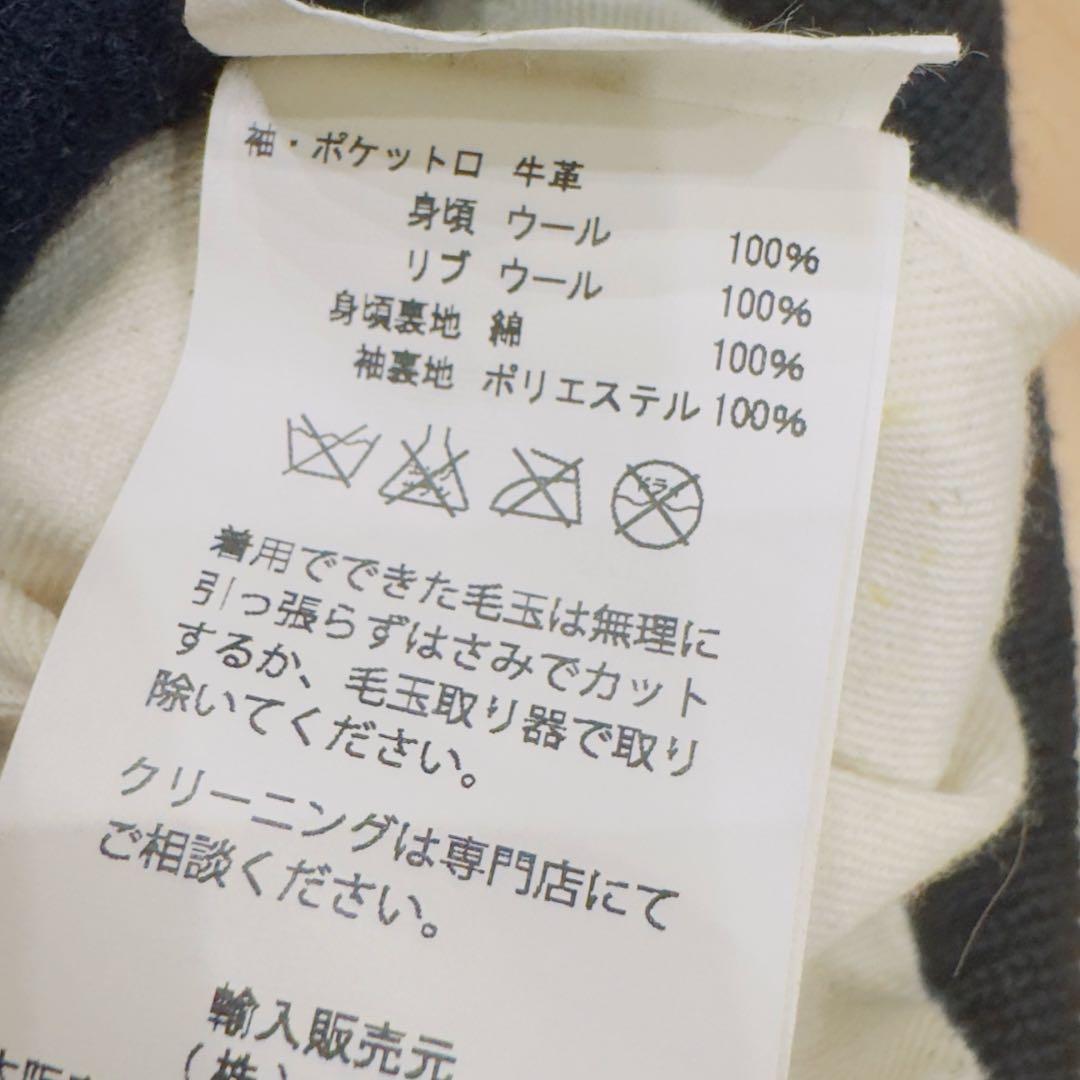 袖・ポケット口 牛革
身頃 ウール 100%
リブ ウール 100%
身頃裏地 綿 100%
袖裏地 ポリエステル 100%
ドライ
着用でできた毛玉は無理に
引っ張らずはさみでカット
するか、毛玉取り器で取り
除いてください。
クリーニングは専門店にて
ご相談ください。
輸入販売元
(株)